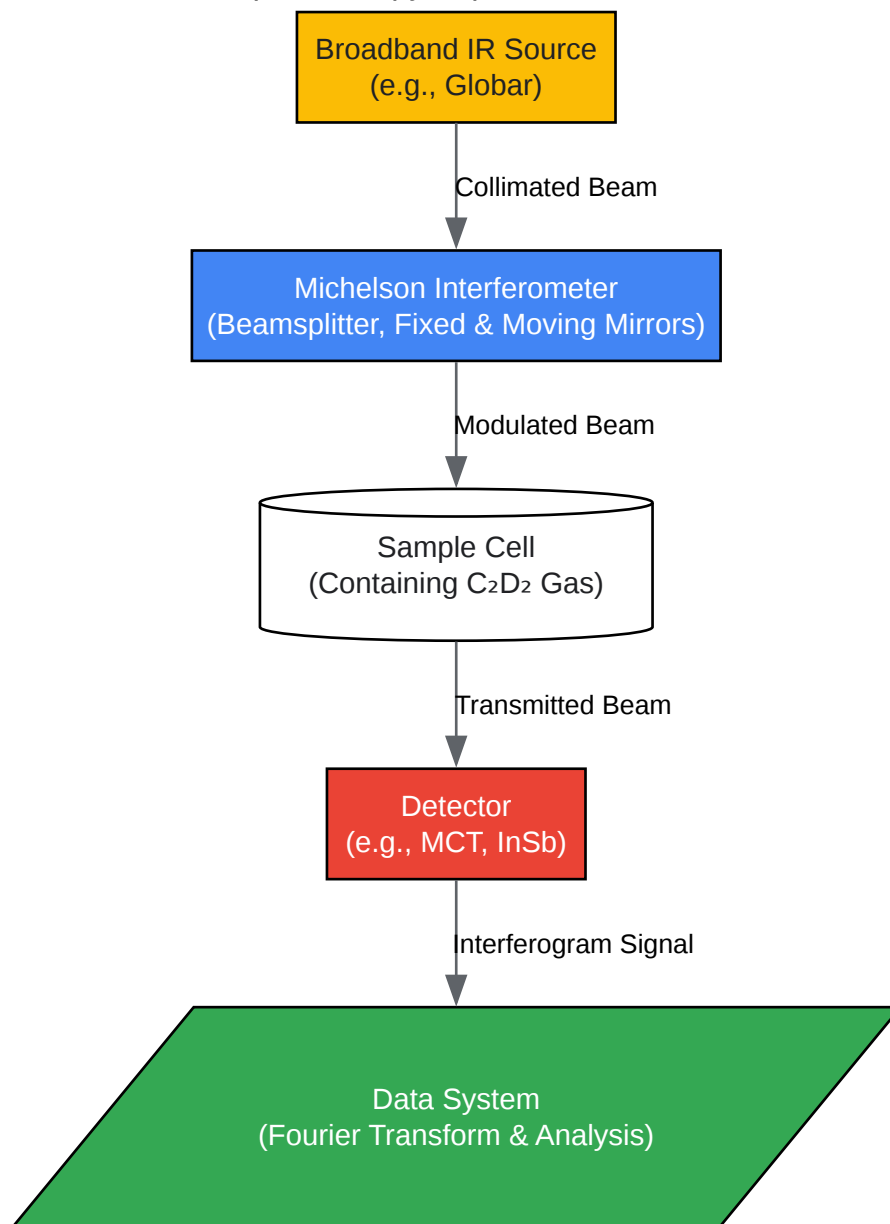 Broadband IR Source
(e.g., Globar)
Collimated Beam
Michelson Interferometer
(Beamsplitter, Fixed & Moving Mirrors)
Modulated Beam
Sample Cell
(Containing C₂D₂ Gas)
Transmitted Beam
Detector
(e.g., MCT, InSb)
Interferogram Signal
Data System
(Fourier Transform & Analysis)